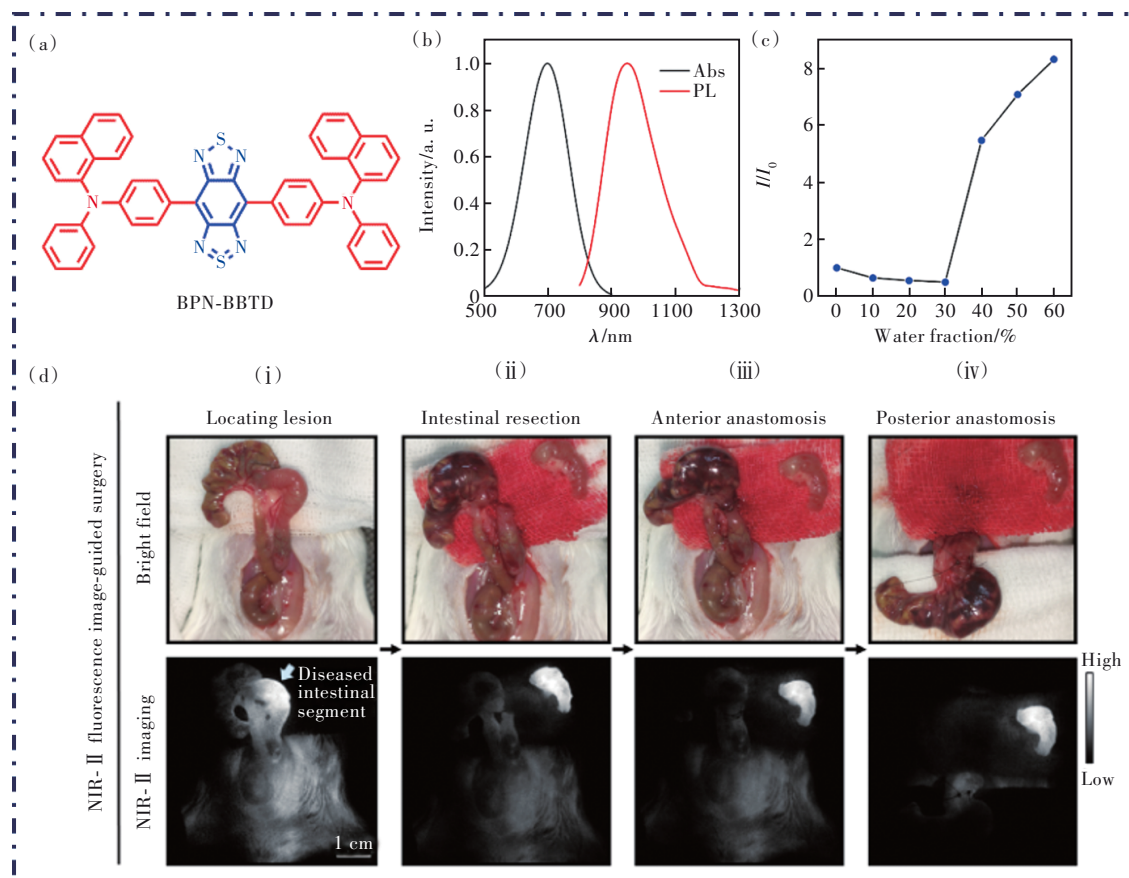 (a)
S
N N
N N
N N
S
BPN-BBTD
(b)
Intensity/a. u.
1.0
0.8
0.6
0.4
0.2
0
Abs
PL
500 700 900 1100 1300
λ/nm
(c)
I/I0
8
6
4
2
0
0 10 20 30 40 50 60
Water fraction/%
(d)
(ⅰ) (ⅱ) (ⅲ) (ⅳ)
Locating lesion Intestinal resection Anterior anastomosis Posterior anastomosis
NIR-Ⅱ fluorescence image-guided surgery
Bright field
NIR-Ⅱ imaging
Diseased
intestinal
segment
1 cm
High
Low